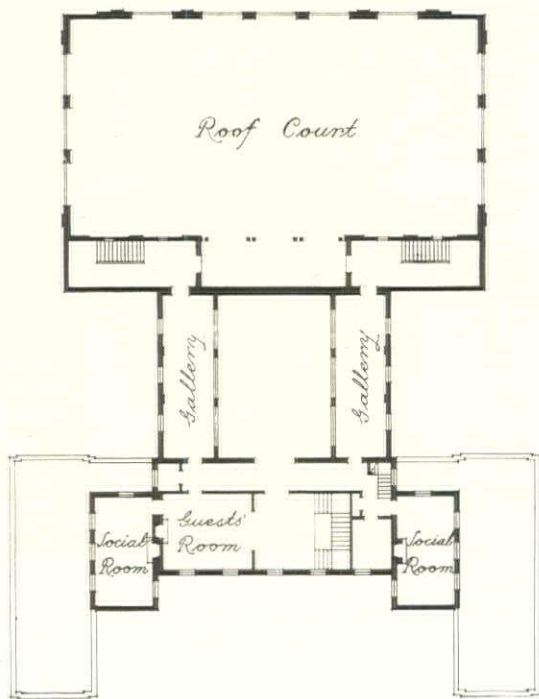 Roof Court
Gallery
Gallery
Guests'
Room
Social
Room
Social
Room